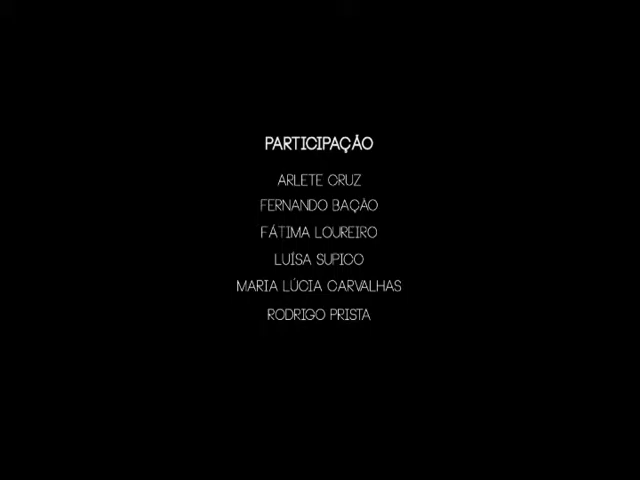 PARTICIPAÇÃO
ARLETE CRUZ
FERNANDO BAÇÃO
FÁTIMA LOUREIRO
LUÍSA SUPICO
MARIA LÚCIA CARVALHAS
RODRIGO PRISTA